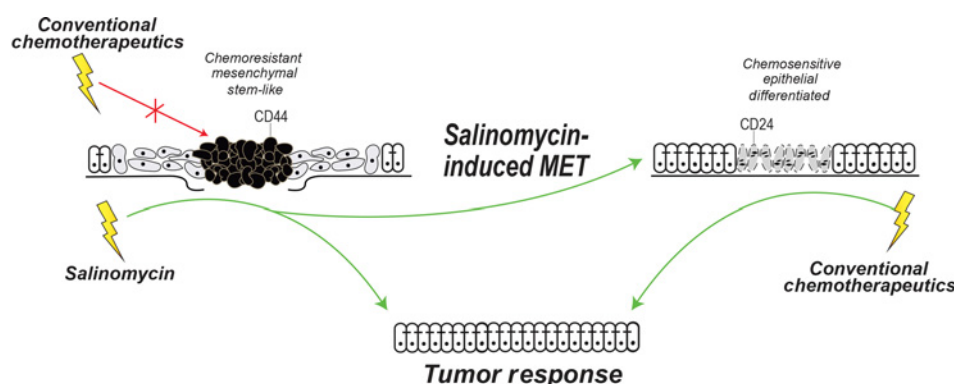 Conventional
chemotherapeutics
Chemoresistant
mesenchymal
stem-like
CD44
Salinomycin-
induced MET
Chemosensitive
epithelial
differentiated
CD24
Salinomycin
Conventional
chemotherapeutics
Tumor response